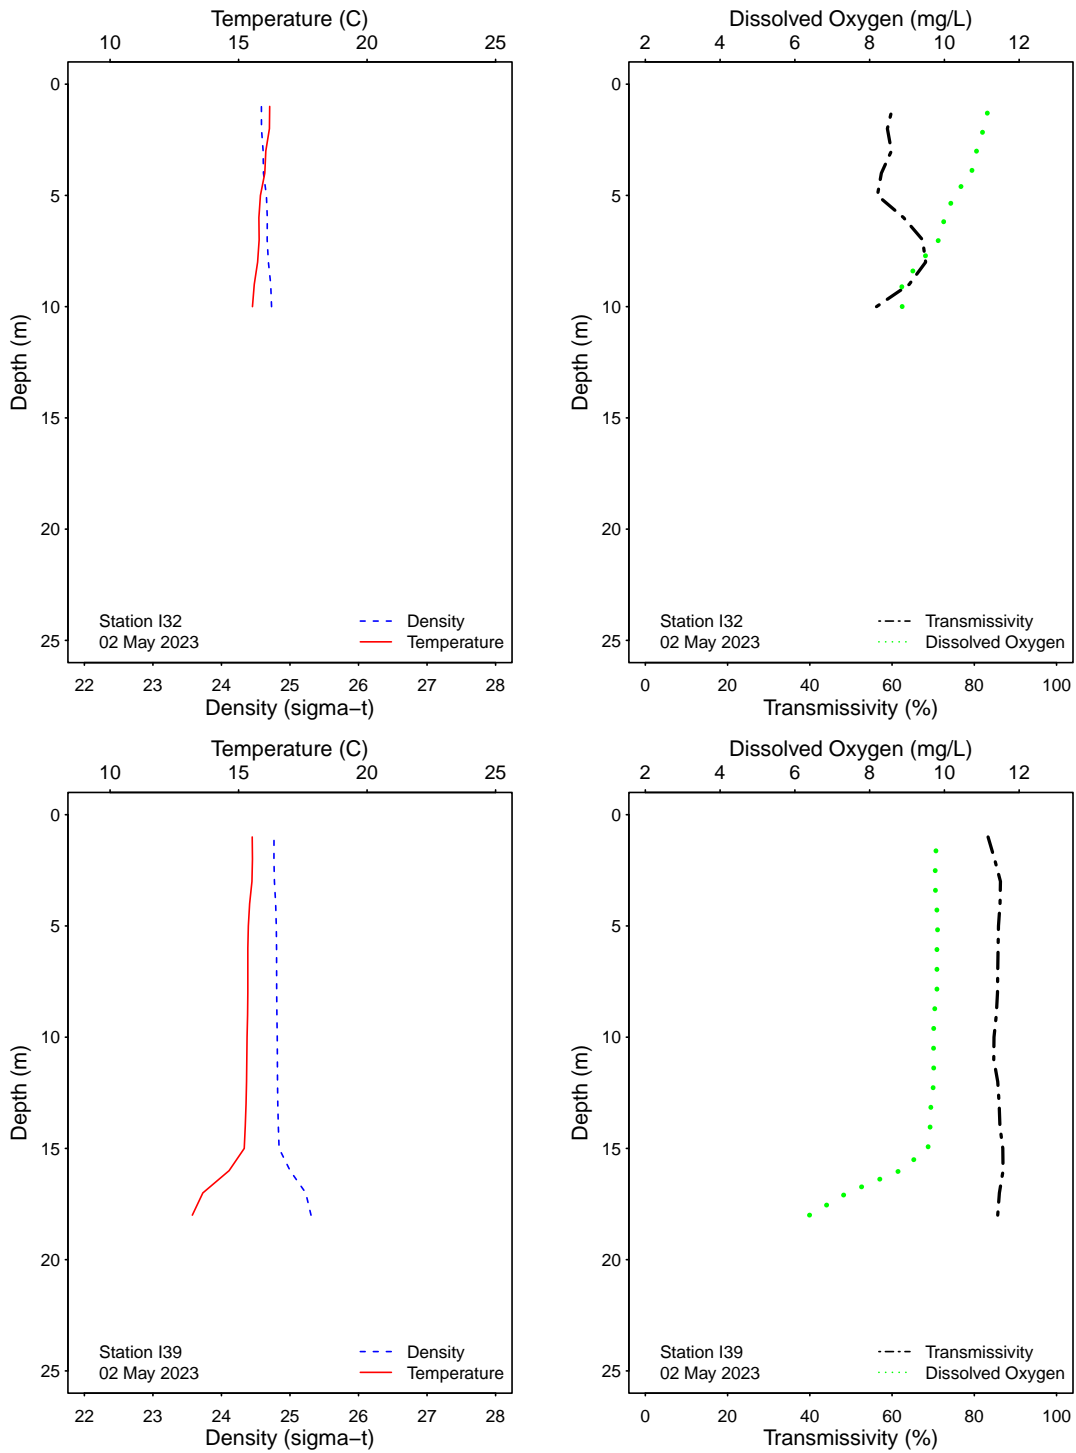 Temperature (C)
10 15 20 25
0
5
10
15
20
25
Depth (m)
Station I32
02 May 2023
Density
Temperature
22 23 24 25 26 27 28
Density (sigma−t)
Dissolved Oxygen (mg/L)
2 4 6 8 10 12
0
5
10
15
20
25
Depth (m)
Station I32
02 May 2023
Transmissivity
Dissolved Oxygen
0 20 40 60 80 100
Transmissivity (%)
Temperature (C)
10 15 20 25
0
5
10
15
20
25
Depth (m)
Station I39
02 May 2023
Density
Temperature
22 23 24 25 26 27 28
Density (sigma−t)
Dissolved Oxygen (mg/L)
2 4 6 8 10 12
0
5
10
15
20
25
Depth (m)
Station I39
02 May 2023
Transmissivity
Dissolved Oxygen
0 20 40 60 80 100
Transmissivity (%)